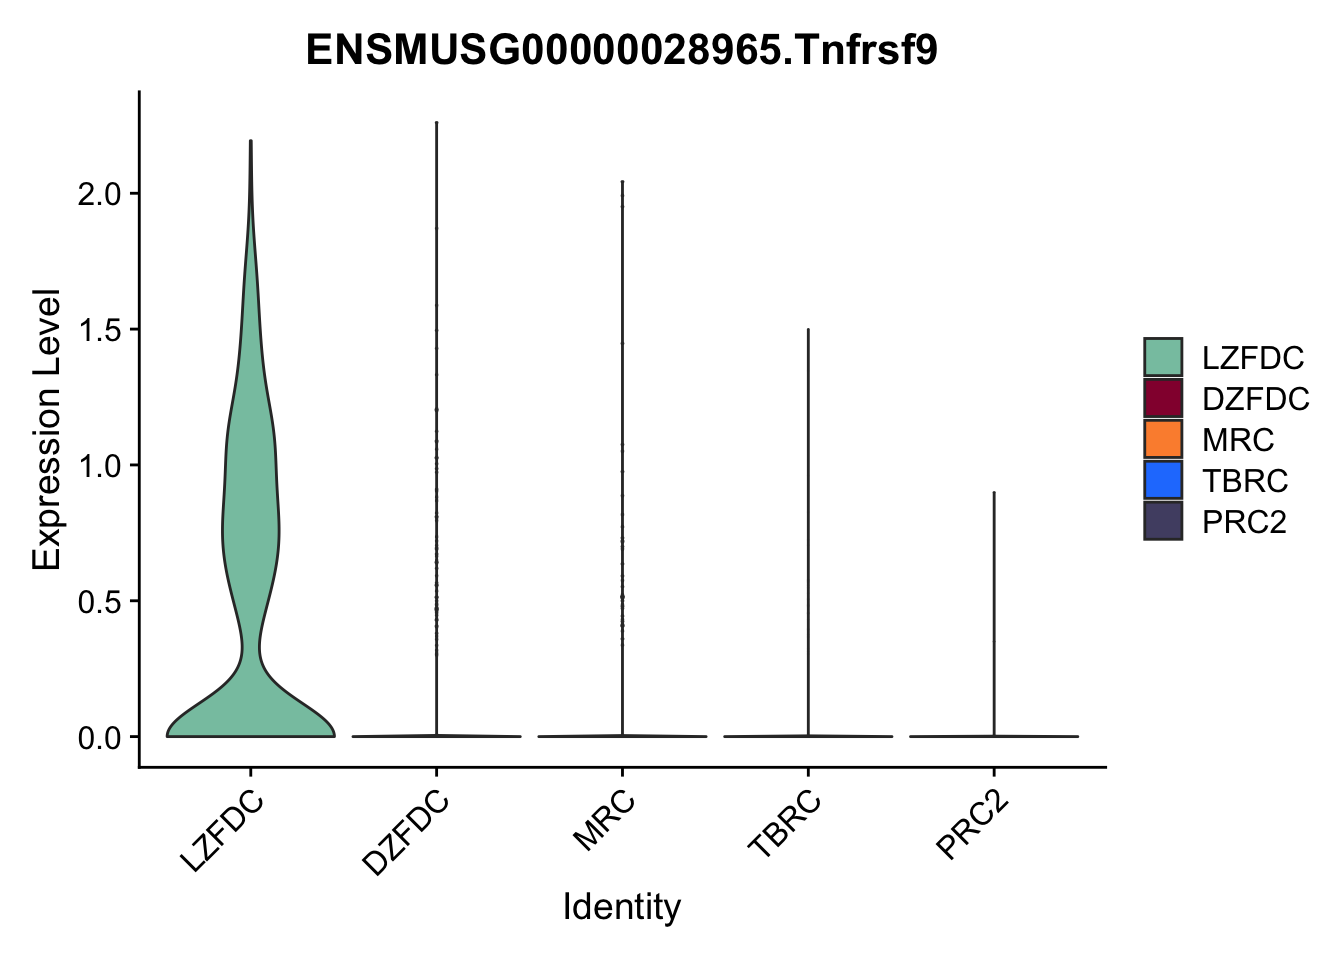 ENSMUSG00000028965.Tnfrsf9
Expression Level
2.0
1.5
1.0
0.5
0.0
LZFDC
DZFDC
MRC
TBRC
PRC2
Identity
LZFDC
DZFDC
MRC
TBRC
PRC2